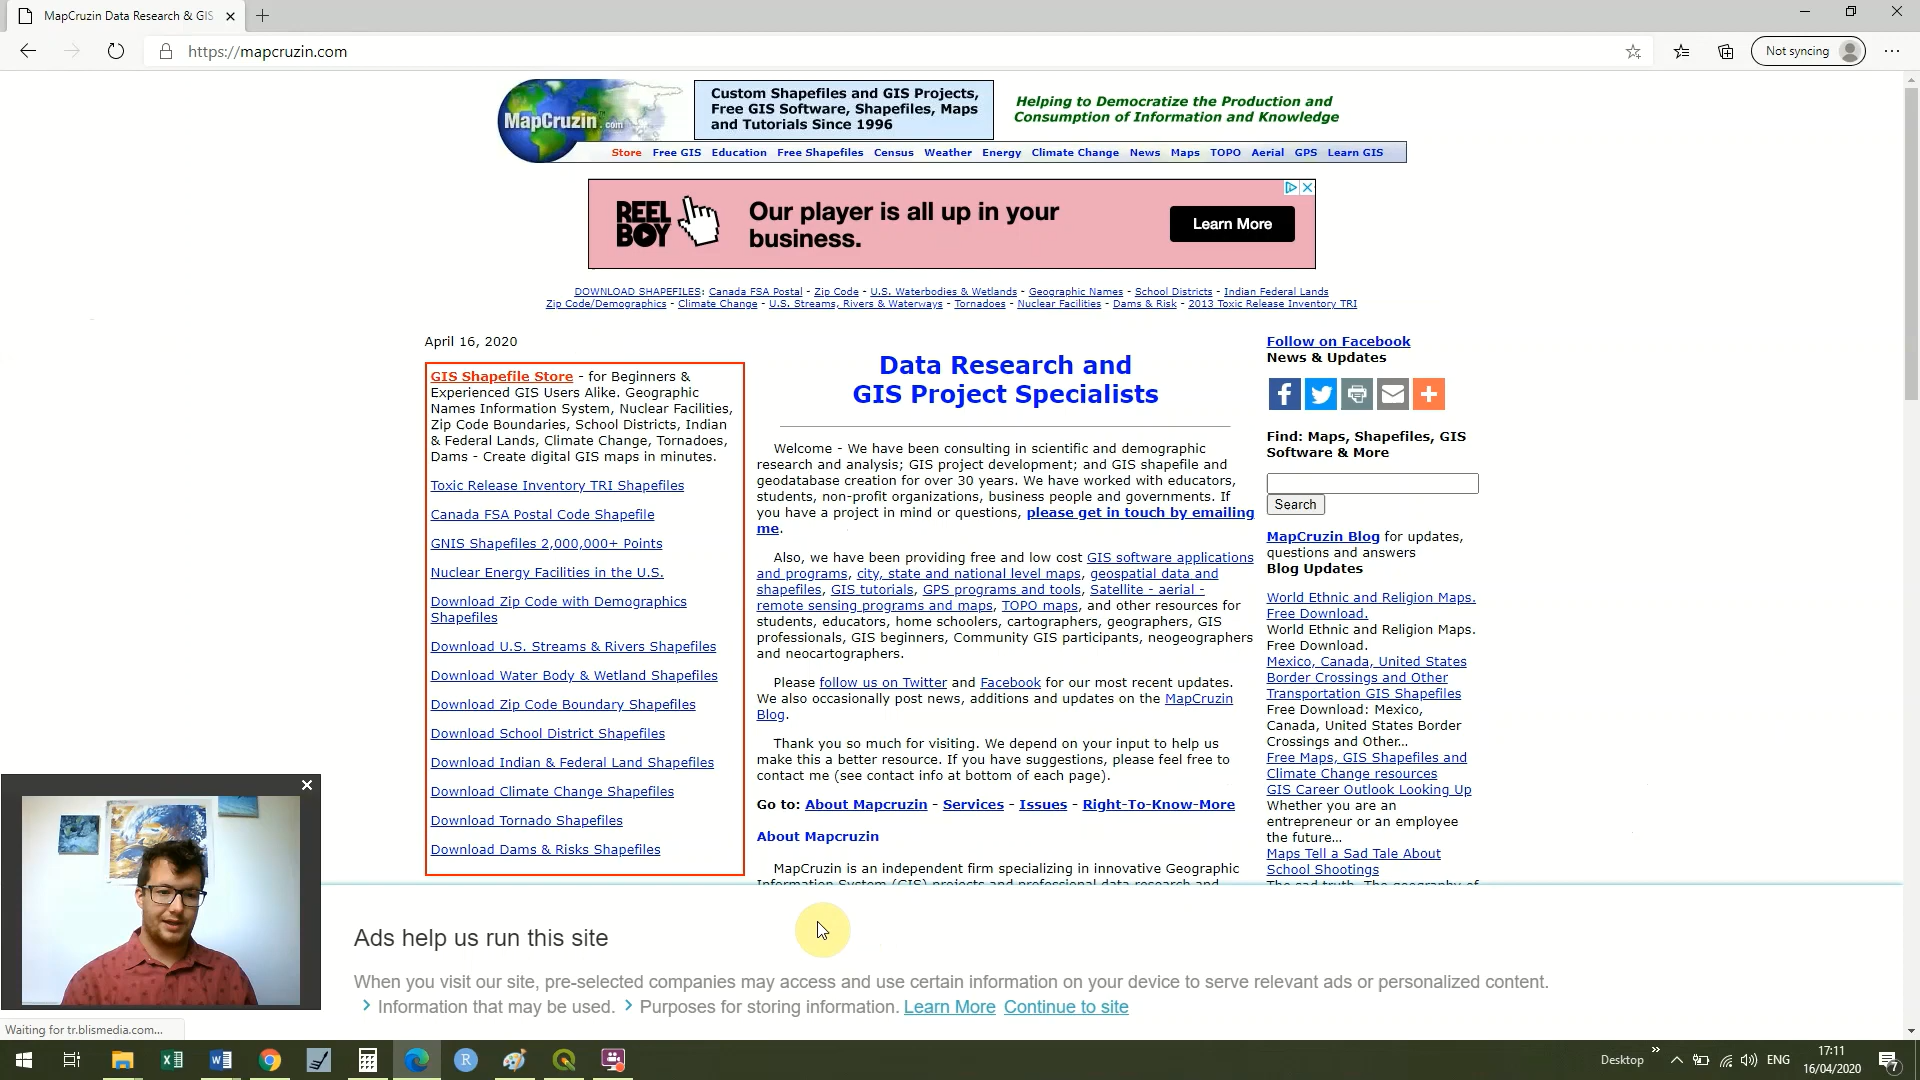 MapCruzin Data Research & GIS
https://mapcruzin.com
Not syncing
MapCruzin.com
Custom Shapefiles and GIS Projects,
Free GIS Software, Shapefiles, Maps
and Tutorials Since 1996
Helping to Democratize the Production and
Consumption of Information and Knowledge
Store Free GIS Education Free Shapefiles Census Weather Energy Climate Change News Maps TOPO Aerial GPS Learn GIS
REEL
BOY
Our player is all up in your
business.
Learn More
DOWNLOAD SHAPEFILES: Canada FSA Postal - Zip Code - U.S. Waterbodies & Wetlands - Geographic Names - School Districts - Indian Federal Lands
Zip Code/Demographics - Climate Change - U.S. Streams, Rivers & Waterways - Tornadoes - Nuclear Facilities - Dams & Risk - 2013 Toxic Release Inventory TRI
April 16, 2020
GIS Shapefile Store - for Beginners &
Experienced GIS Users Alike. Geographic
Names Information System, Nuclear Facilities,
Zip Code Boundaries, School Districts, Indian
& Federal Lands, Climate Change, Tornadoes,
Dams - Create digital GIS maps in minutes.
Toxic Release Inventory TRI Shapefiles
Canada FSA Postal Code Shapefile
GNIS Shapefiles 2,000,000+ Points
Nuclear Energy Facilities in the U.S.
Download Zip Code with Demographics
Shapefiles
Download U.S. Streams & Rivers Shapefiles
Download Water Body & Wetland Shapefiles
Download Zip Code Boundary Shapefiles
Download School District Shapefiles
Download Indian & Federal Land Shapefiles
Download Climate Change Shapefiles
Download Tornado Shapefiles
Download Dams & Risks Shapefiles
Data Research and
GIS Project Specialists
Welcome - We have been consulting in scientific and demographic
research and analysis; GIS project development; and GIS shapefile and
geodatabase creation for over 30 years. We have worked with educators,
students, non-profit organizations, business people and governments. If
you have a project in mind or questions, please get in touch by emailing
me.
Also, we have been providing free and low cost GIS software applications
and programs, city, state and national level maps, geospatial data and
shapefiles, GIS tutorials, GPS programs and tools, Satellite - aerial -
remote sensing programs and maps, TOPO maps, and other resources for
students, educators, home schoolers, cartographers, geographers, GIS
professionals, GIS beginners, Community GIS participants, neogeographers
and neocartographers.
Please follow us on Twitter and Facebook for our most recent updates.
We also occasionally post news, additions and updates on the MapCruzin
Blog.
Thank you so much for visiting. We depend on your input to help us
make this a better resource. If you have suggestions, please feel free to
contact me (see contact info at bottom of each page).
Go to: About Mapcruzin - Services - Issues - Right-To-Know-More
About Mapcruzin
MapCruzin is an independent firm specializing in innovative Geographic
Information System (GIS) projects and professional data research and
Follow on Facebook
News & Updates
Find: Maps, Shapefiles, GIS
Software & More
Search
MapCruzin Blog for updates,
questions and answers
Blog Updates
World Ethnic and Religion Maps.
Free Download.
World Ethnic and Religion Maps.
Free Download.
Mexico, Canada, United States
Border Crossings and Other
Transportation GIS Shapefiles
Free Download: Mexico,
Canada, United States Border
Crossings and Other...
Free Maps, GIS Shapefiles and
Climate Change resources
GIS Career Outlook Looking Up
Whether you are an
entrepreneur or an employee
the future...
Maps Tell a Sad Tale About
School Shootings
The sad truth. The geography of
Ads help us run this site
When you visit our site, pre-selected companies may access and use certain information on your device to serve relevant ads or personalized content.
Information that may be used. Purposes for storing information. Learn More Continue to site
Waiting for tr.blismedia.com...
Desktop
ENG
17:11
16/04/2020
7